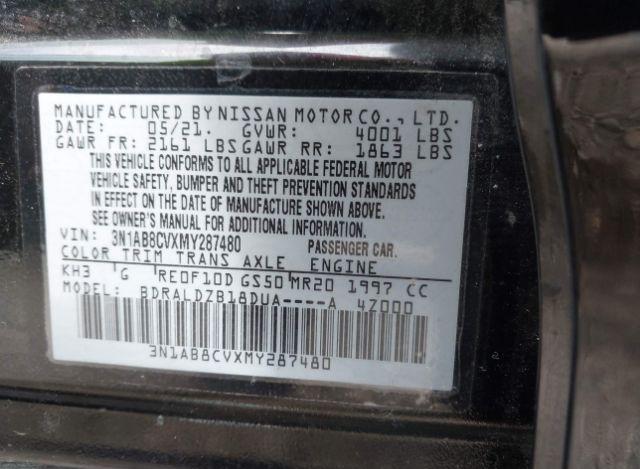 MANUFACTURED BY NISSAN MOTOR CO., LTD.
DATE: 05/21. GVWR: 4001 LBS
GAWR FR: 2161 LBS GAWR RR: 1863 LBS
THIS VEHICLE CONFORMS TO ALL APPLICABLE FEDERAL MOTOR
VEHICLE SAFETY, BUMPER AND THEFT PREVENTION STANDARDS
IN EFFECT ON THE DATE OF MANUFACTURE SHOWN ABOVE.
SEE OWNER'S MANUAL FOR ADDITIONAL INFORMATION.
VIN: 3N1AB8CVXMY287480 PASSENGER CAR.
COLOR TRIM TRANS AXLE ENGINE
KH3 G RE0F10D GS50 MR20 1997 CC
MODEL: BDRALDZB18DUA----A 4Z000
3N1AB8CVXMY287480